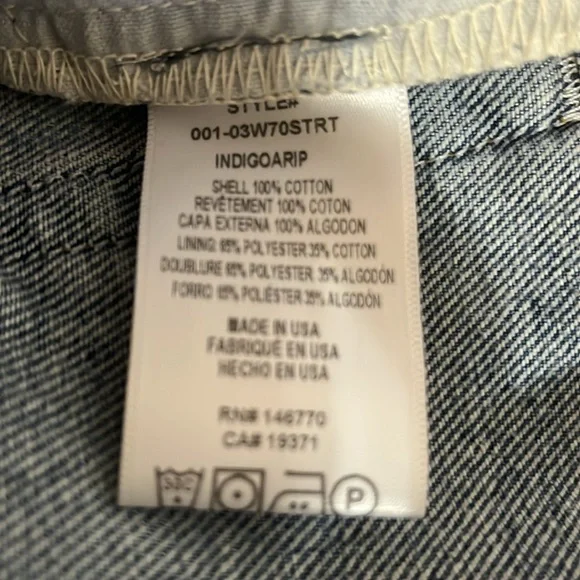 STYLE#
001-03W70STRT
INDIGOARIP
SHELL 100% COTTON
REVÊTEMENT 100% COTON
CAPA EXTERNA 100% ALGODON
LINING: 65% POLYESTER 35% COTTON
DOUBLURE 65% POLYESTER, 35% ALGODÓN
FORRO 65% POLIÉSTER 35% ALGODÓN
MADE IN USA
FABRIQUÉ EN USA
HECHO EN USA
RN# 146770
CA# 19371
P